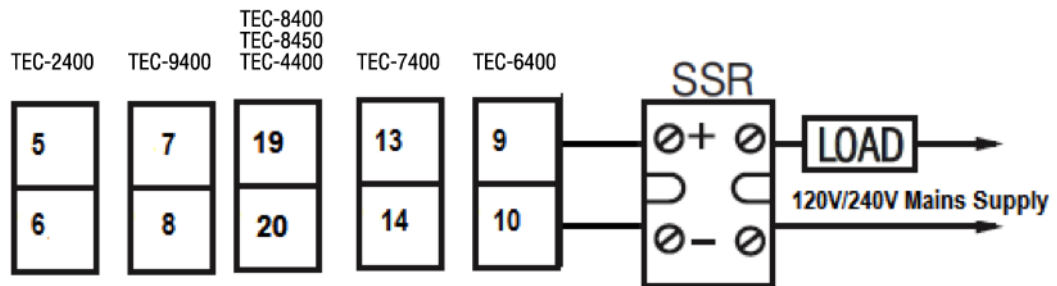 TEC-8400
TEC-8450
TEC-2400 TEC-9400 TEC-4400 TEC-7400 TEC-6400
SSR
5 7 19 13 9 + LOAD
120V/240V Mains Supply
6 8 20 14 10 −